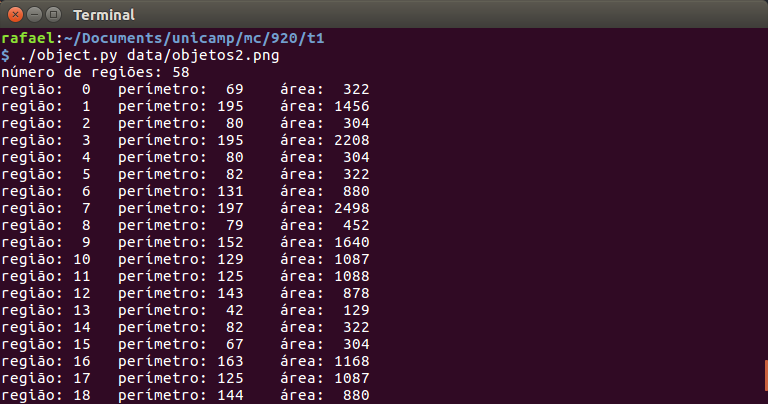 Terminal
rafael:~/Documents/unicamp/mc/920/t1
$ ./object.py data/objetos2.png
número de regiões: 58
região:  0   perímetro:  69    área:  322
região:  1   perímetro: 195    área: 1456
região:  2   perímetro:  80    área:  304
região:  3   perímetro: 195    área: 2208
região:  4   perímetro:  80    área:  304
região:  5   perímetro:  82    área:  322
região:  6   perímetro: 131    área:  880
região:  7   perímetro: 197    área: 2498
região:  8   perímetro:  79    área:  452
região:  9   perímetro: 152    área: 1640
região: 10   perímetro: 129    área: 1087
região: 11   perímetro: 125    área: 1088
região: 12   perímetro: 143    área:  878
região: 13   perímetro:  42    área:  129
região: 14   perímetro:  82    área:  322
região: 15   perímetro:  67    área:  304
região: 16   perímetro: 163    área: 1168
região: 17   perímetro: 125    área: 1087
região: 18   perímetro: 144    área:  880